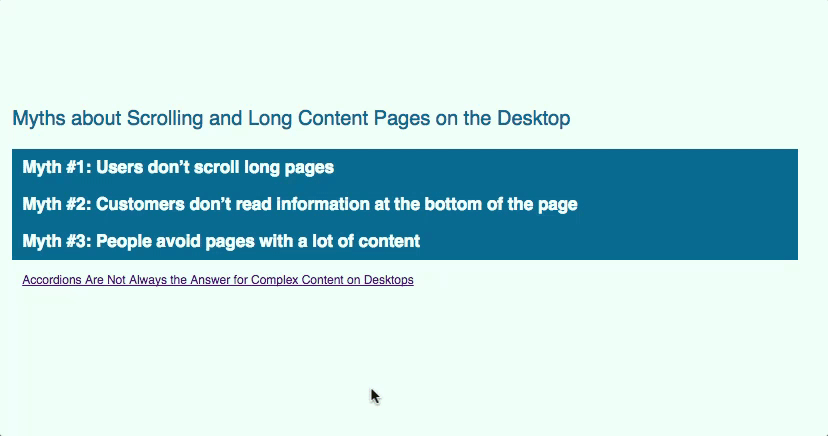 Myths about Scrolling and Long Content Pages on the Desktop
Myth #1: Users don’t scroll long pages
Myth #2: Customers don’t read information at the bottom of the page
Myth #3: People avoid pages with a lot of content
Accordions Are Not Always the Answer for Complex Content on Desktops